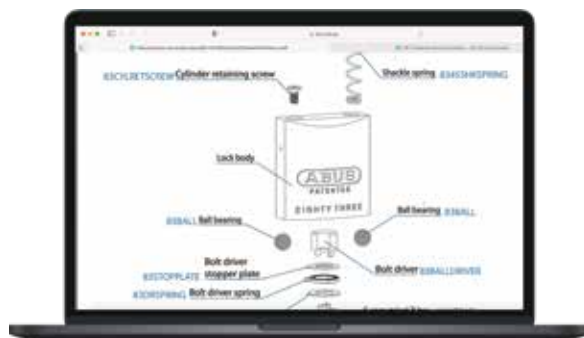 83CYLRETSCREW Cylinder retaining screw
Shackle spring 8345SHKSPRING
Lock body
ABUS
PATENTED
EIGHTY THREE
83BALL Ball bearing
Ball bearing 83BALL
Bolt driver
stopper plate
83STOPPLATE
Bolt driver 83BALLDRIVER
83DRSPRING Bolt driver spring